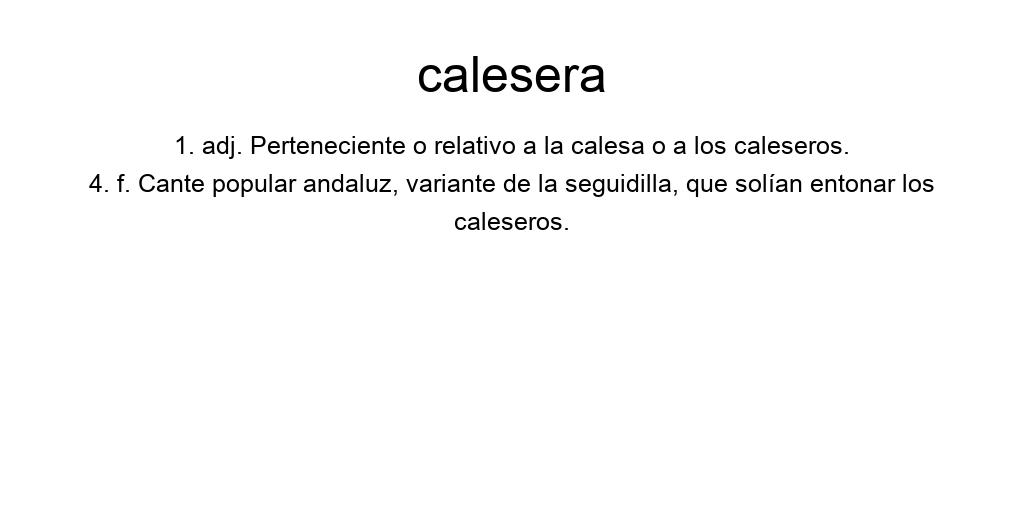 calesera
1. adj. Perteneciente o relativo a la calesa o a los caleseros.
4. f. Cante popular andaluz, variante de la seguidilla, que solían entonar los
caleseros.